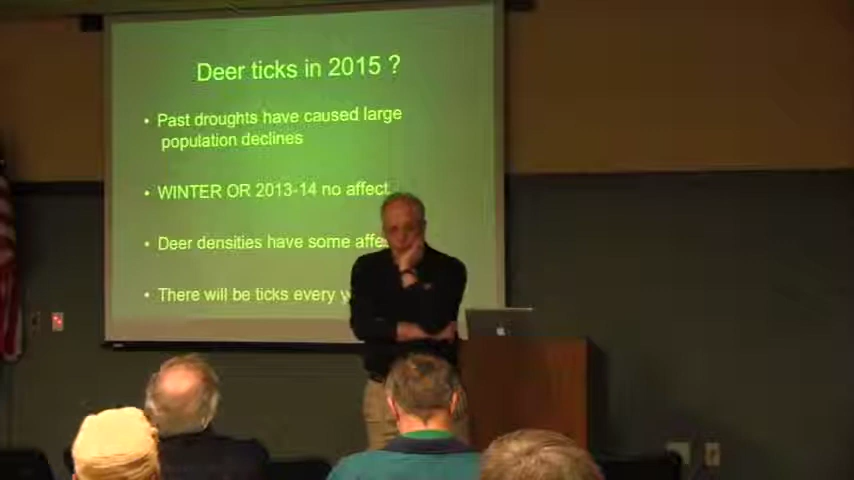 Deer ticks in 2015 ?
• Past droughts have caused large
population declines
• WINTER OR 2013-14 no affect
• Deer densities have some affe
• There will be ticks every y